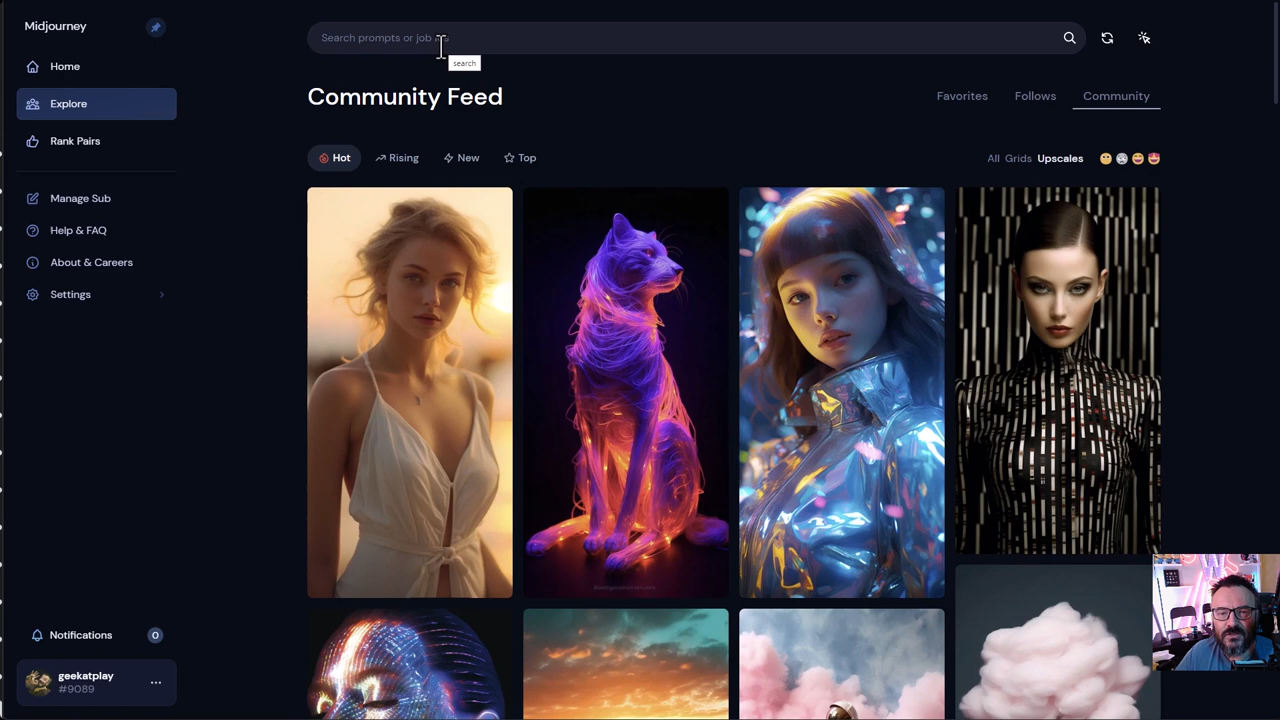 Midjourney
Home
Explore
Rank Pairs
Manage Sub
Help & FAQ
About & Careers
Settings
Notifications 0
geekatplay
#9089
Search prompts or job
search
Community Feed
Favorites Follows Community
Hot Rising New Top
All Grids Upscales